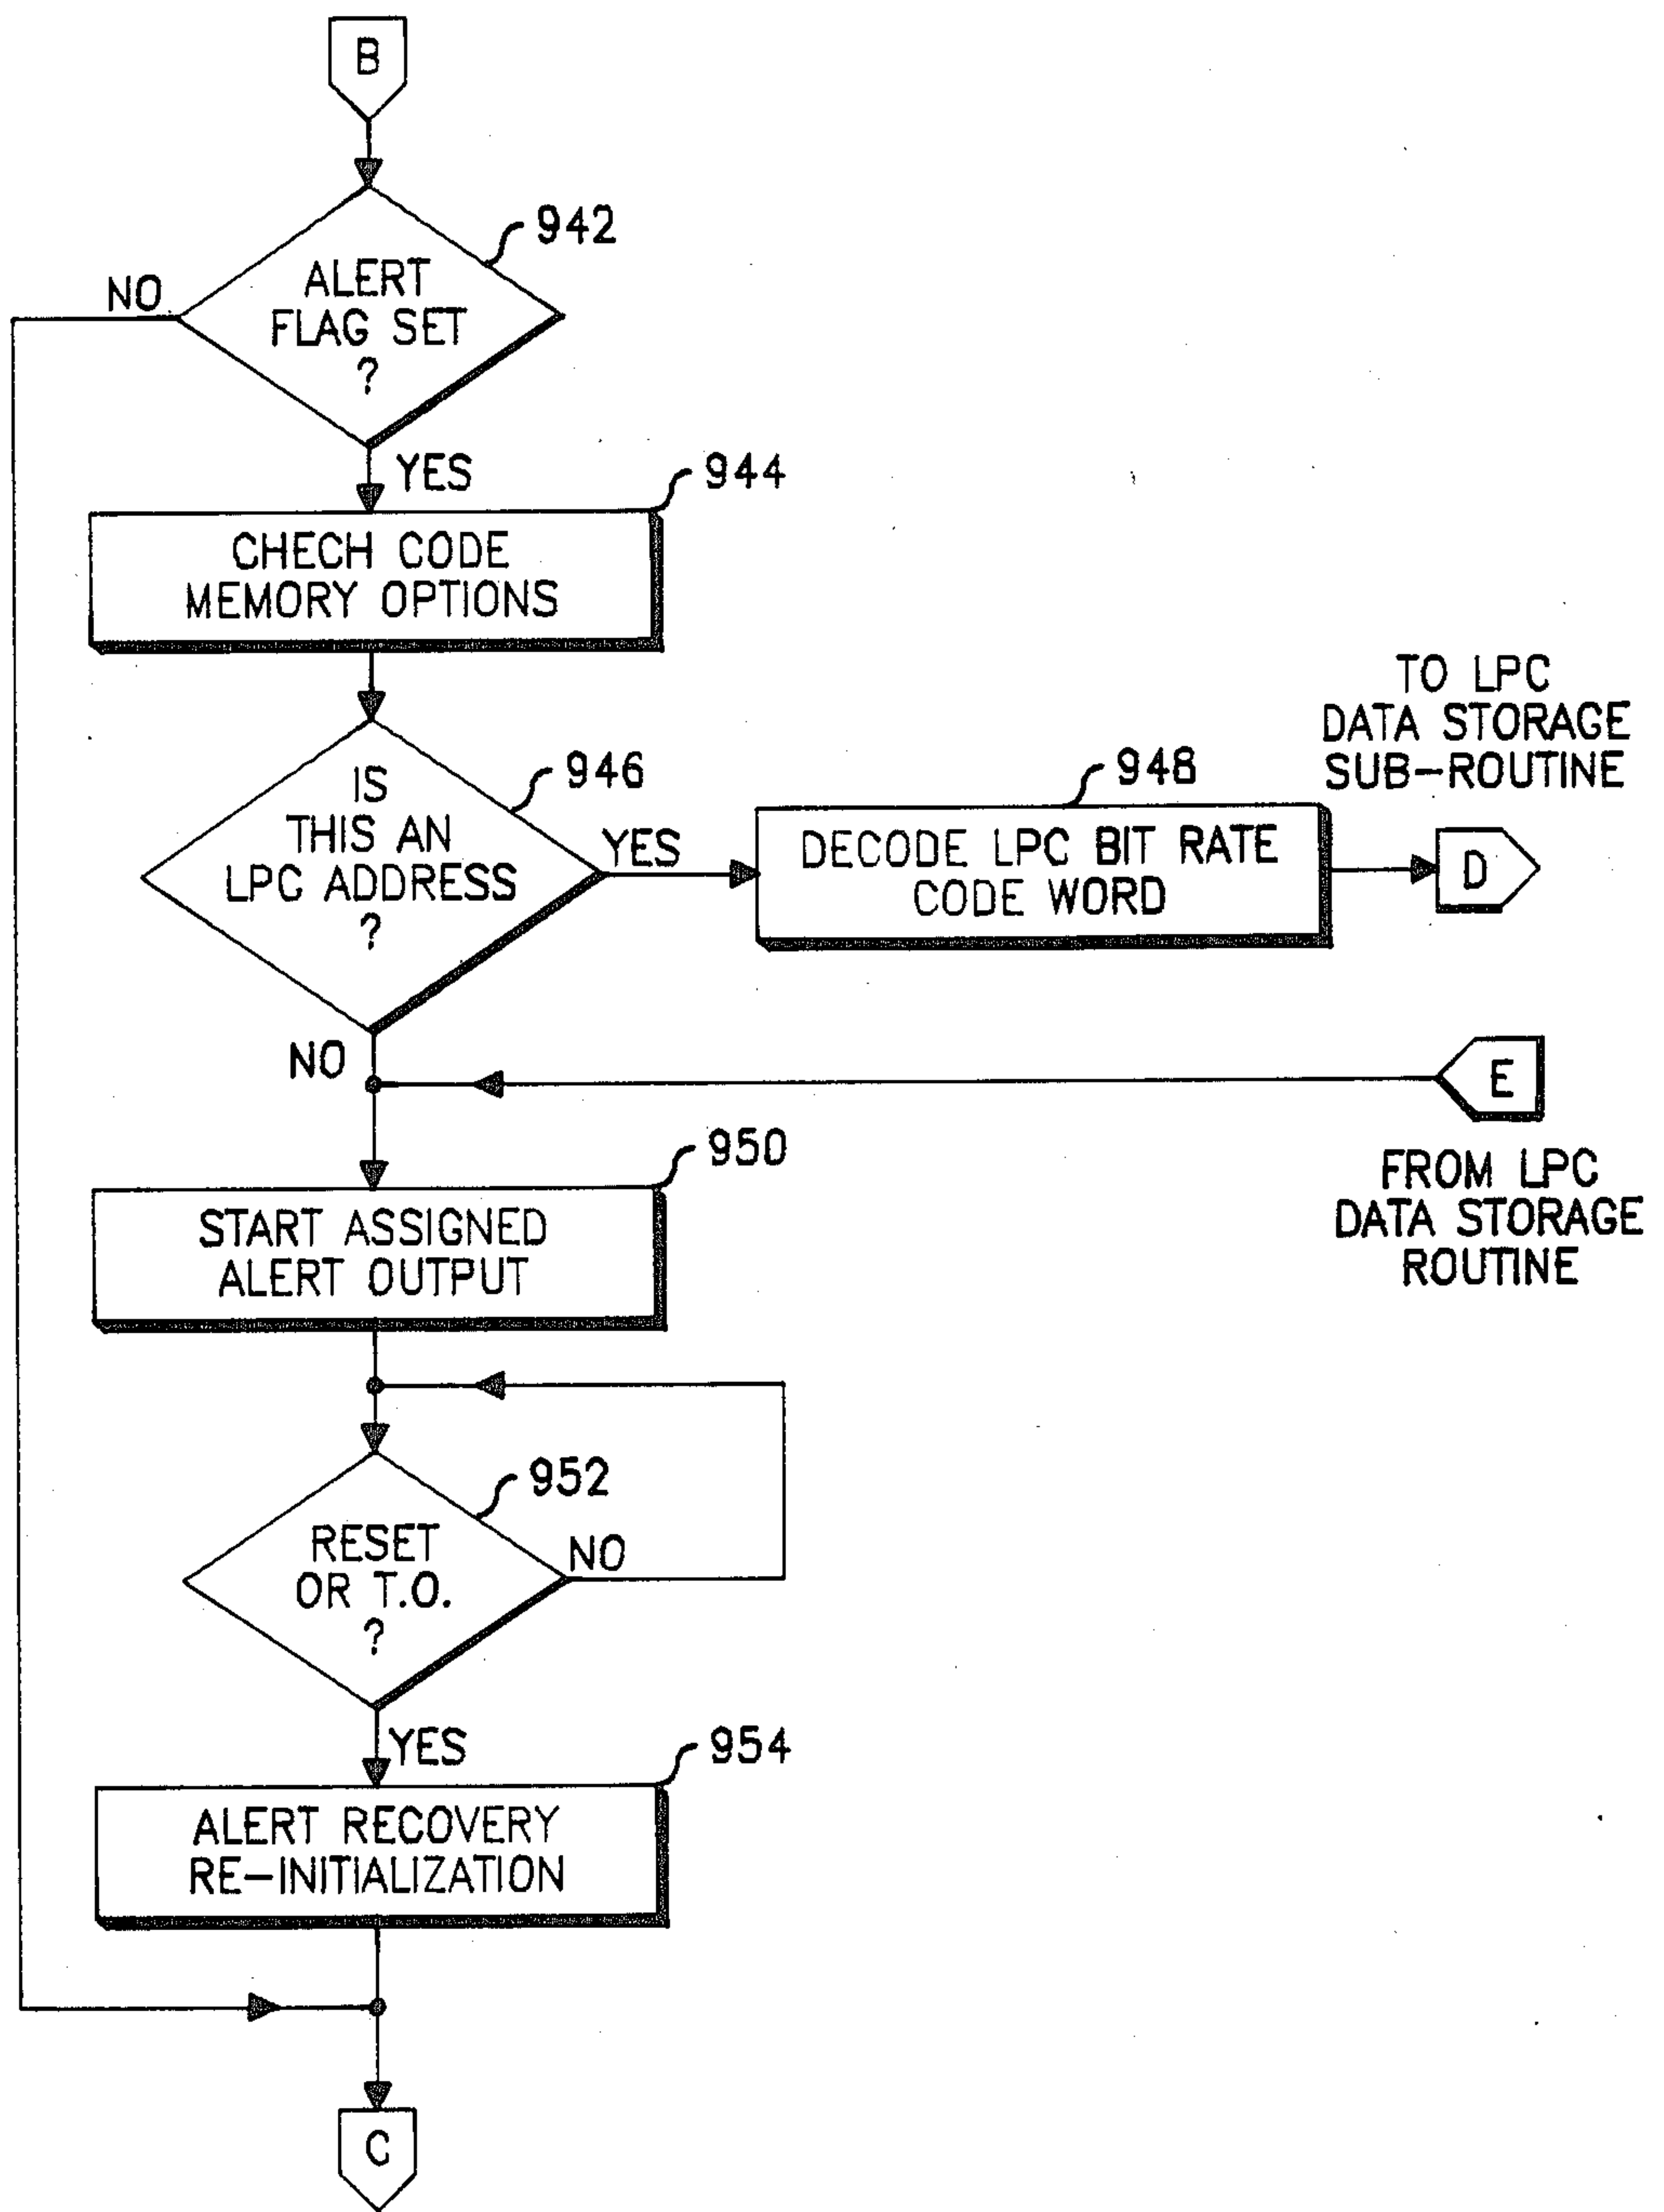 B
942
ALERT
FLAG SET
?
NO
YES
944
CHECH CODE
MEMORY OPTIONS
IS
THIS AN
LPC ADDRESS
?
946
YES
948
DECODE LPC BIT RATE
CODE WORD
TO LPC
DATA STORAGE
SUB-ROUTINE
D
NO
E
FROM LPC
DATA STORAGE
ROUTINE
950
START ASSIGNED
ALERT OUTPUT
952
RESET
OR T.O.
?
NO
YES
954
ALERT RECOVERY
RE-INITIALIZATION
C